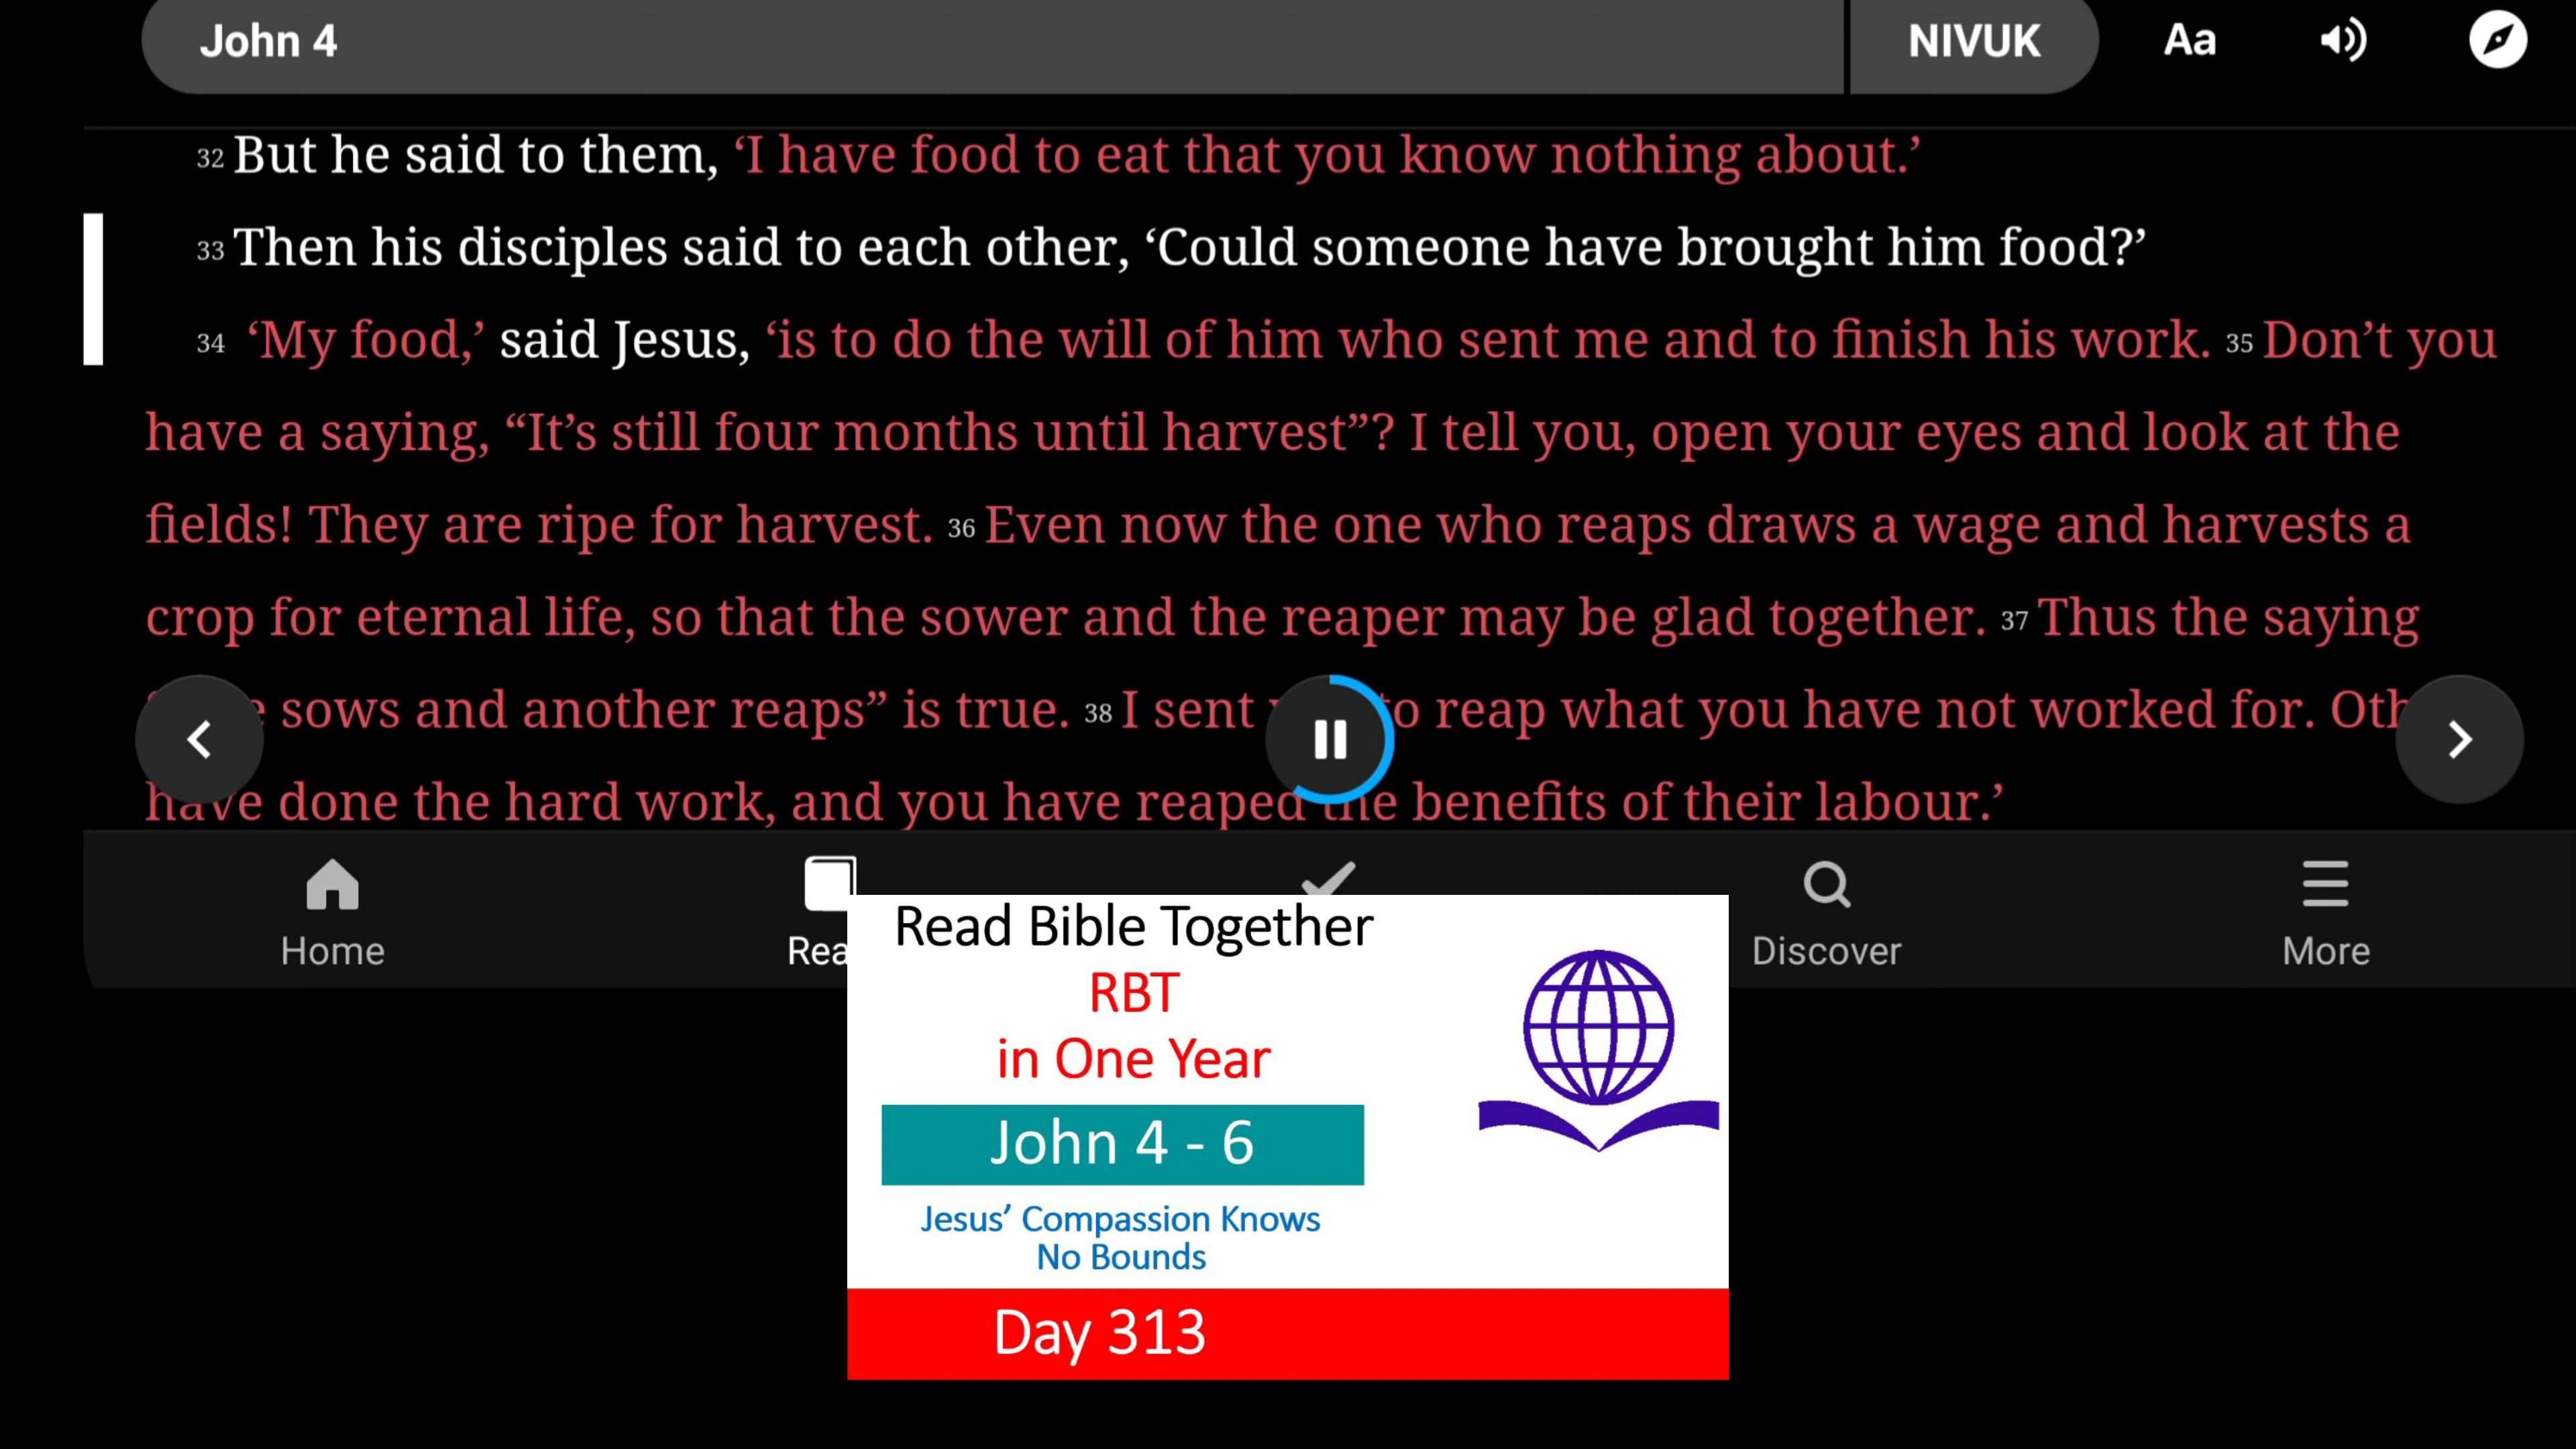 John 4 NIVUK Aa
32 But he said to them, ‘I have food to eat that you know nothing about.’
33 Then his disciples said to each other, ‘Could someone have brought him food?’
34 ‘My food,’ said Jesus, ‘is to do the will of him who sent me and to finish his work. 35 Don’t you
have a saying, “It’s still four months until harvest”? I tell you, open your eyes and look at the
fields! They are ripe for harvest. 36 Even now the one who reaps draws a wage and harvests a
crop for eternal life, so that the sower and the reaper may be glad together. 37 Thus the saying
sows and another reaps” is true. 38 I sent to reap what you have not worked for.
have done the hard work, and you have reaped the benefits of their labour.’
Home Discover More
Read Bible Together
RBT
in One Year
John 4 - 6
Jesus’ Compassion Knows
No Bounds
Day 313